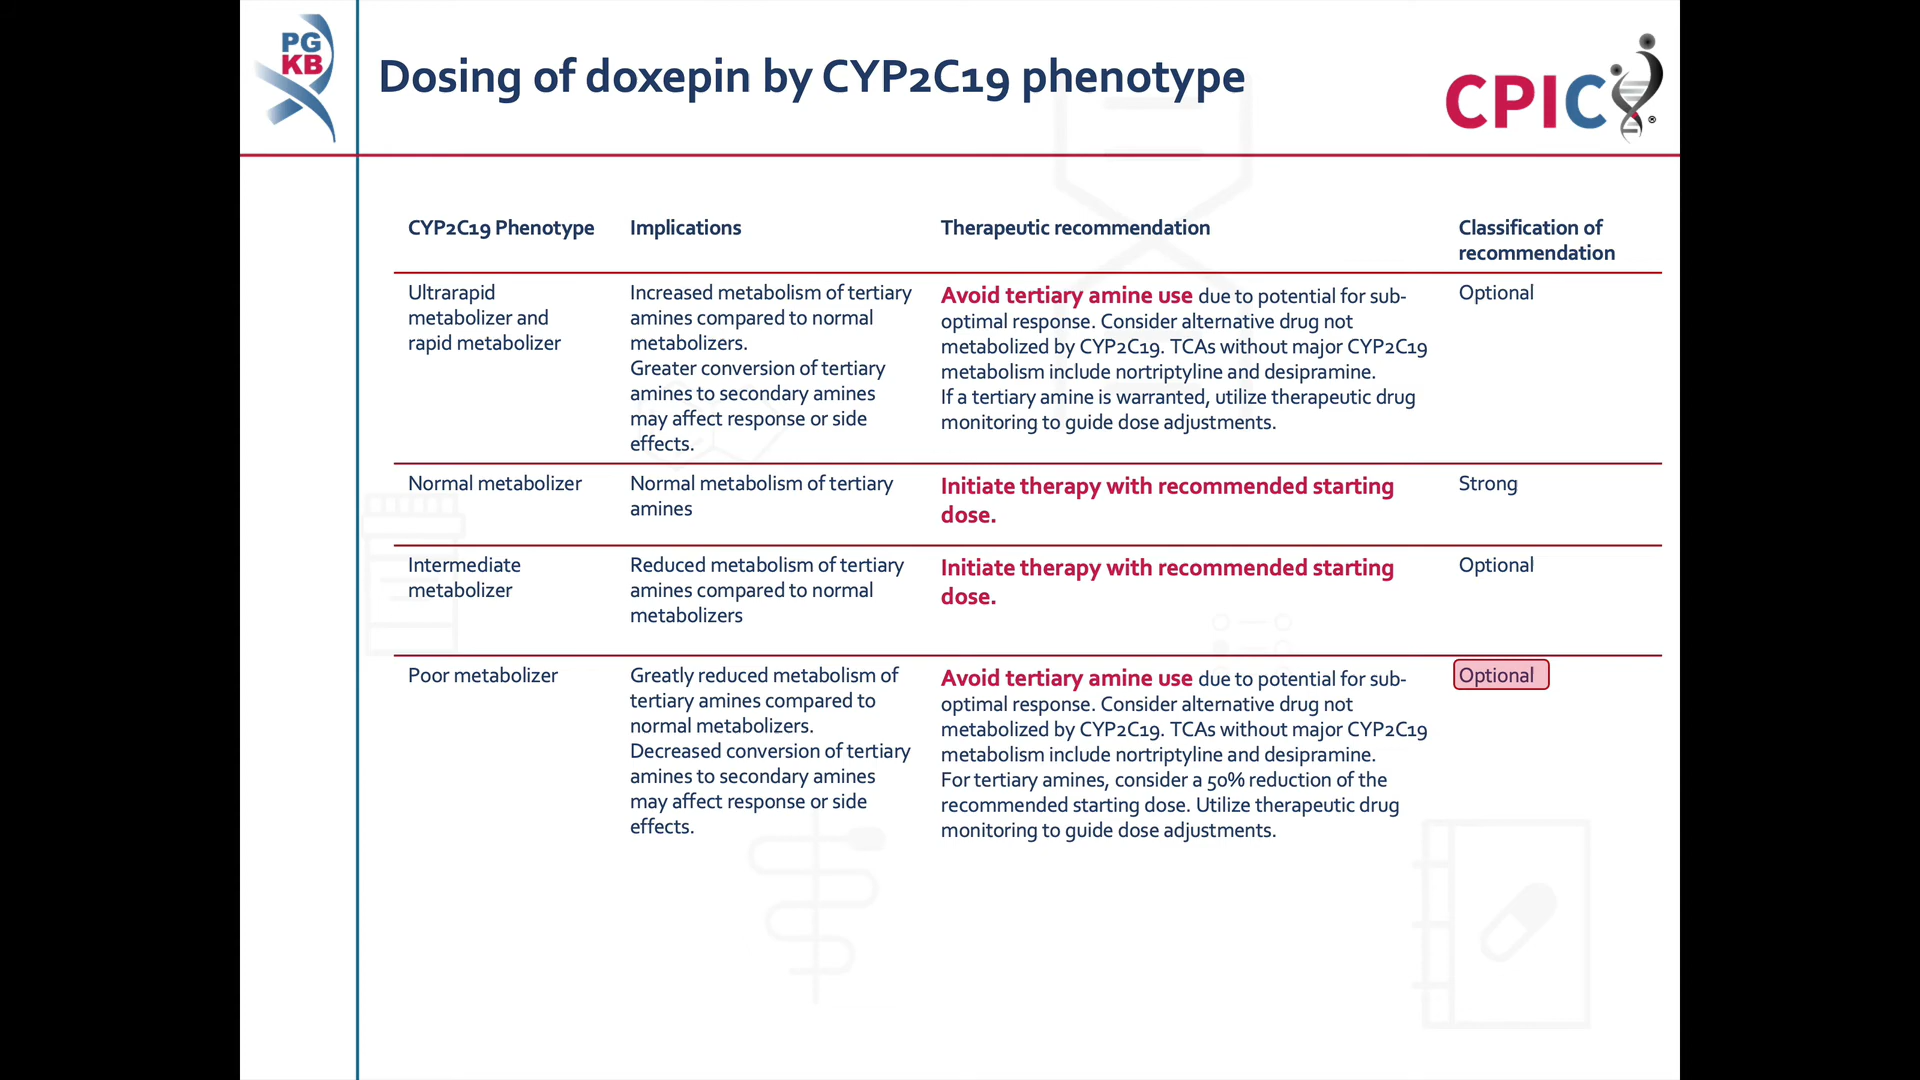 PG
KB
Dosing of doxepin by CYP2C19 phenotype
CPIC®
CYP2C19 Phenotype
Implications
Therapeutic recommendation
Classification of
recommendation
Ultrarapid
metabolizer and
rapid metabolizer
Increased metabolism of tertiary
amines compared to normal
metabolizers.
Greater conversion of tertiary
amines to secondary amines
may affect response or side
effects.
Avoid tertiary amine use due to potential for sub-
optimal response. Consider alternative drug not
metabolized by CYP2C19. TCAs without major CYP2C19
metabolism include nortriptyline and desipramine.
If a tertiary amine is warranted, utilize therapeutic drug
monitoring to guide dose adjustments.
Optional
Normal metabolizer
Normal metabolism of tertiary
amines
Initiate therapy with recommended starting
dose.
Strong
Intermediate
metabolizer
Reduced metabolism of tertiary
amines compared to normal
metabolizers
Initiate therapy with recommended starting
dose.
Optional
Poor metabolizer
Greatly reduced metabolism of
tertiary amines compared to
normal metabolizers.
Decreased conversion of tertiary
amines to secondary amines
may affect response or side
effects.
Avoid tertiary amine use due to potential for sub-
optimal response. Consider alternative drug not
metabolized by CYP2C19. TCAs without major CYP2C19
metabolism include nortriptyline and desipramine.
For tertiary amines, consider a 50% reduction of the
recommended starting dose. Utilize therapeutic drug
monitoring to guide dose adjustments.
Optional